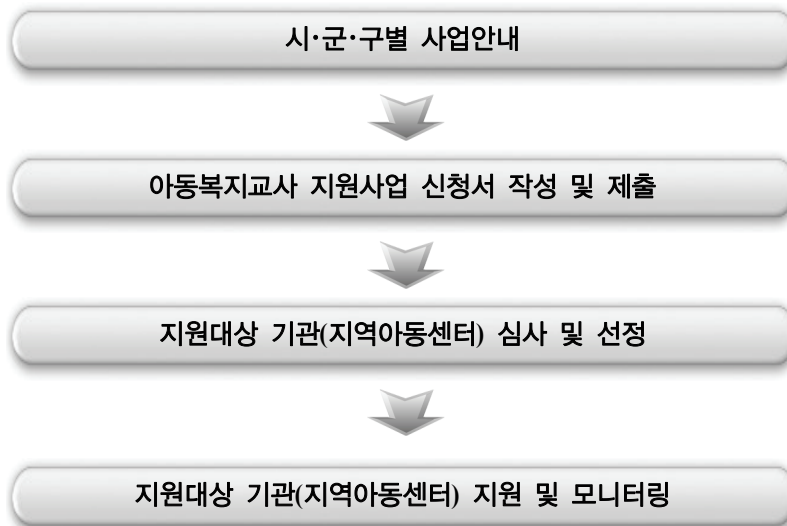 시·군·구별 사업안내
아동복지교사 지원사업 신청서 작성 및 제출
지원대상 기관(지역아동센터) 심사 및 선정
지원대상 기관(지역아동센터) 지원 및 모니터링